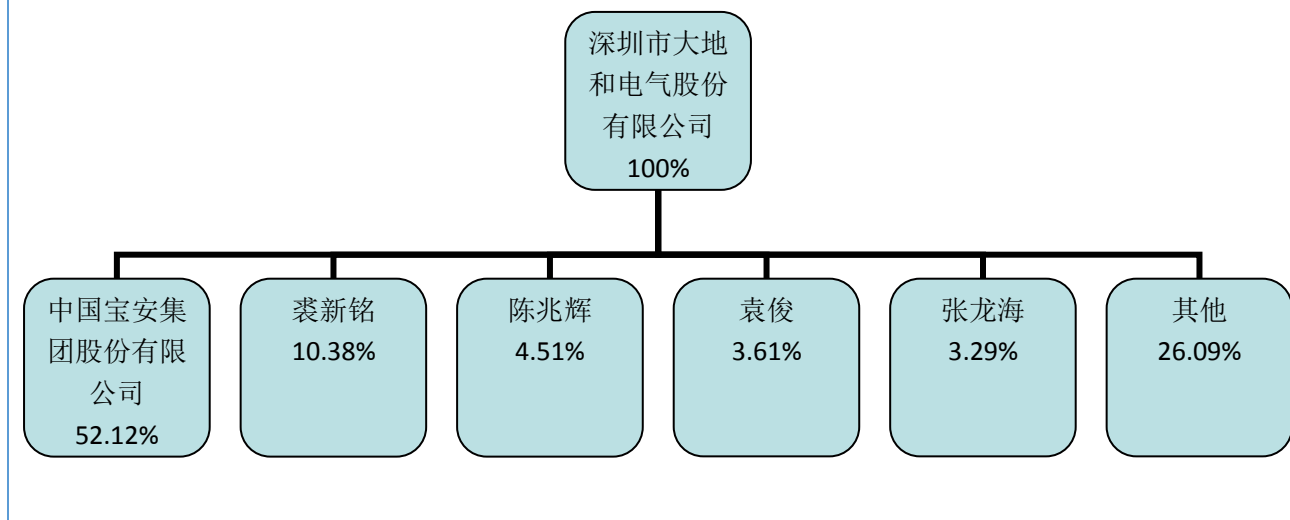 深圳市大地
和电气股份
有限公司
100%
中国宝安集
团股份有限
公司
52.12%
裘新铭
10.38%
陈兆辉
4.51%
袁俊
3.61%
张龙海
3.29%
其他
26.09%